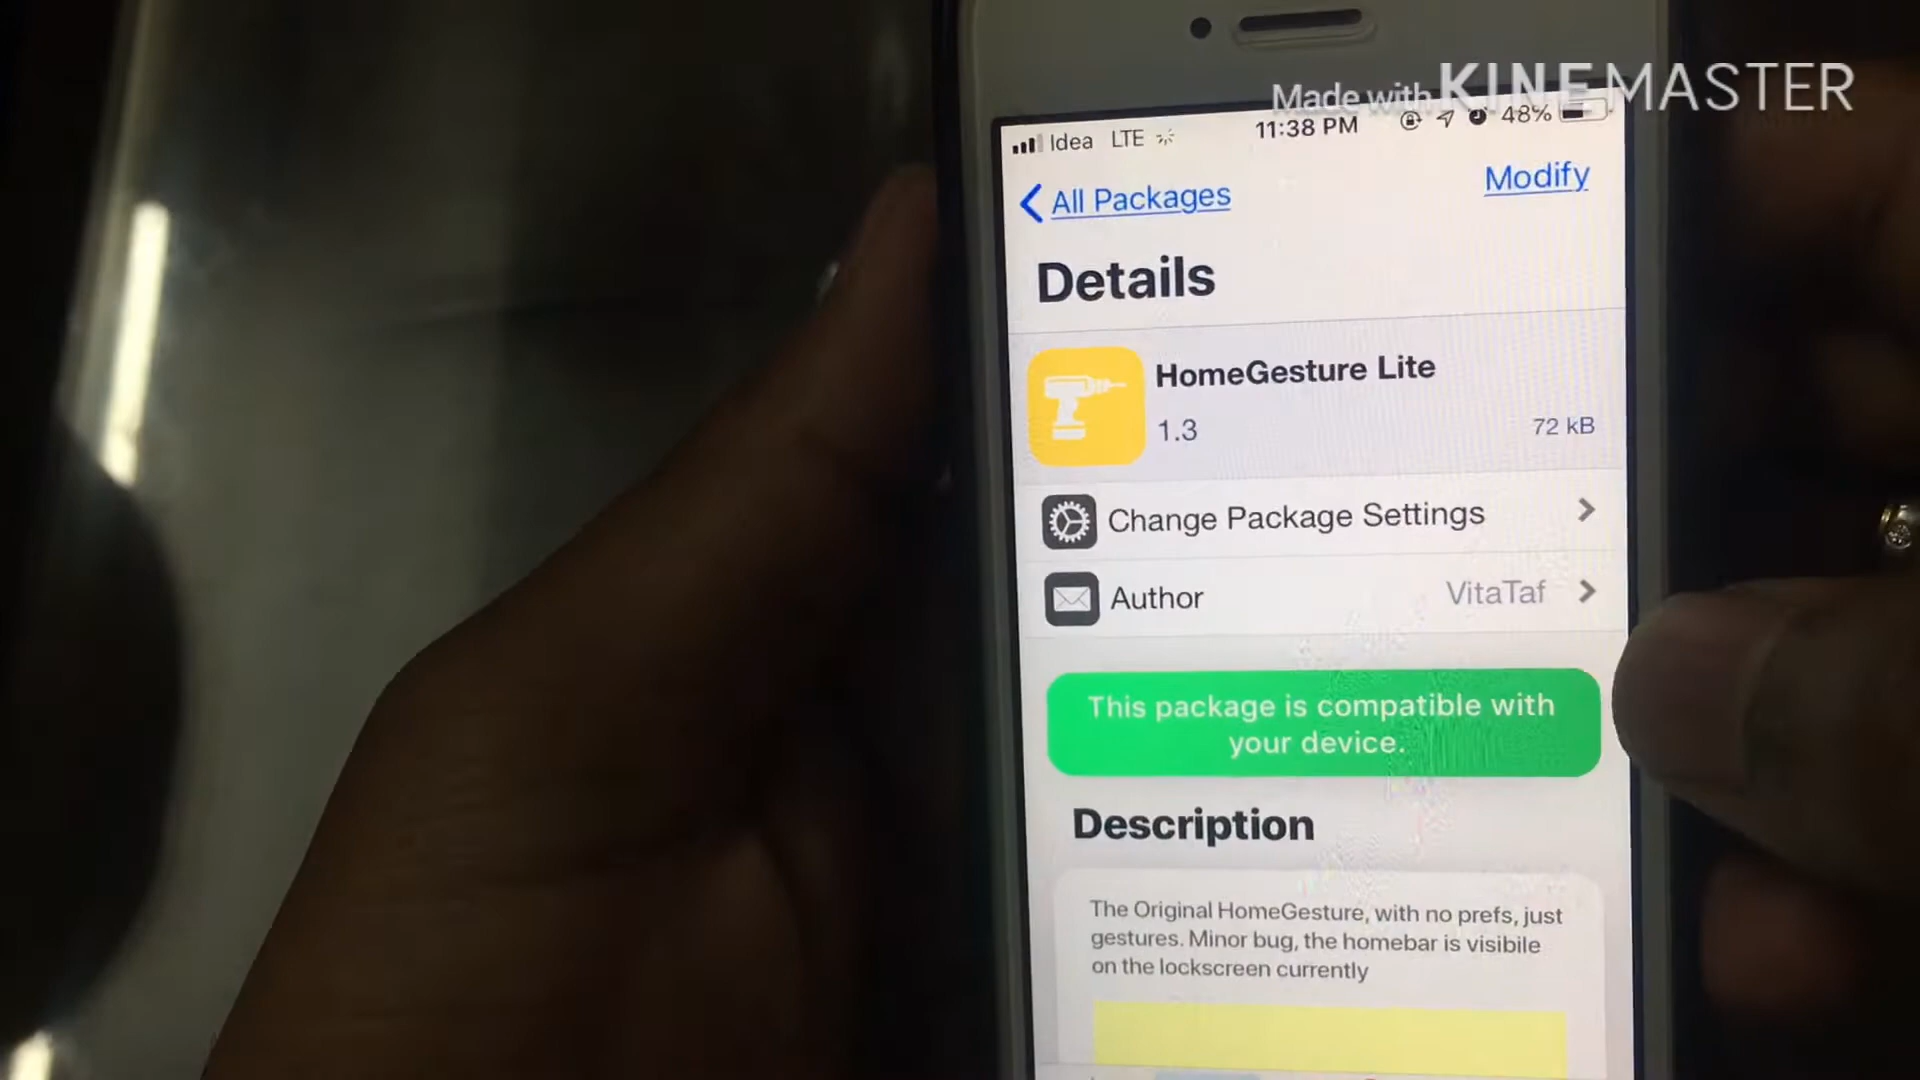 Made with KINEMASTER
Idea LTE 11:38 PM 48%
All Packages Modify
Details
HomeGesture Lite
1.3 72 kB
Change Package Settings
Author VitaTaf
This package is compatible with
your device.
Description
The Original HomeGesture, with no prefs, just
gestures. Minor bug, the homebar is visibile
on the lockscreen currently